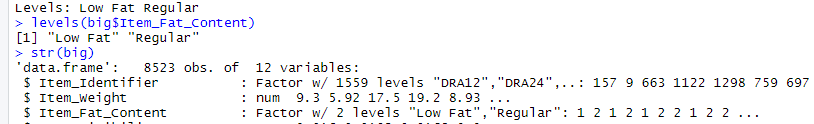 Levels: Low Fat Regular
> levels(big$Item_Fat_Content)
[1] "Low Fat" "Regular"
> str(big)
'data.frame':   8523 obs. of  12 variables:
 $ Item_Identifier          : Factor w/ 1559 levels "DRA12","DRA24",..: 157 9 663 1122 1298 759 697
 $ Item_Weight              : num  9.3 5.92 17.5 19.2 8.93 ...
 $ Item_Fat_Content         : Factor w/ 2 levels "Low Fat","Regular": 1 2 1 2 1 2 2 1 2 2 ...